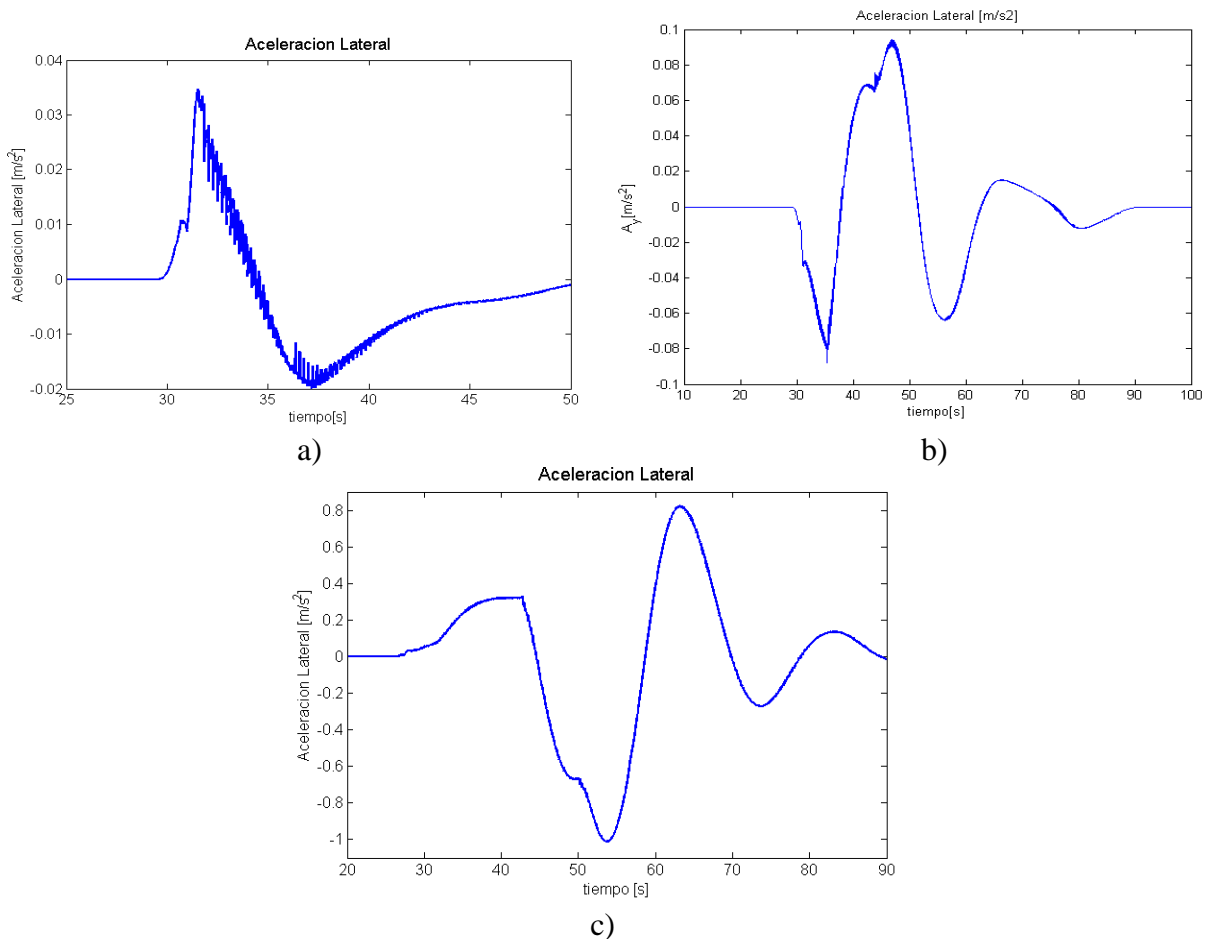 Aceleracion Lateral
0.04
0.03
0.02
0.01
0
-0.01
-0.02
Aceleracion Lateral [m/s²]
25 30 35 40 45 50
tiempo[s]
a)
Aceleracion Lateral [m/s2]
0.1
0.08
0.06
0.04
0.02
0
-0.02
-0.04
-0.06
-0.08
-0.1
A_y[m/s²]
10 20 30 40 50 60 70 80 90 100
tiempo[s]
b)
Aceleracion Lateral
0.8
0.6
0.4
0.2
0
-0.2
-0.4
-0.6
-0.8
-1
Aceleracion Lateral [m/s²]
20 30 40 50 60 70 80 90
tiempo [s]
c)